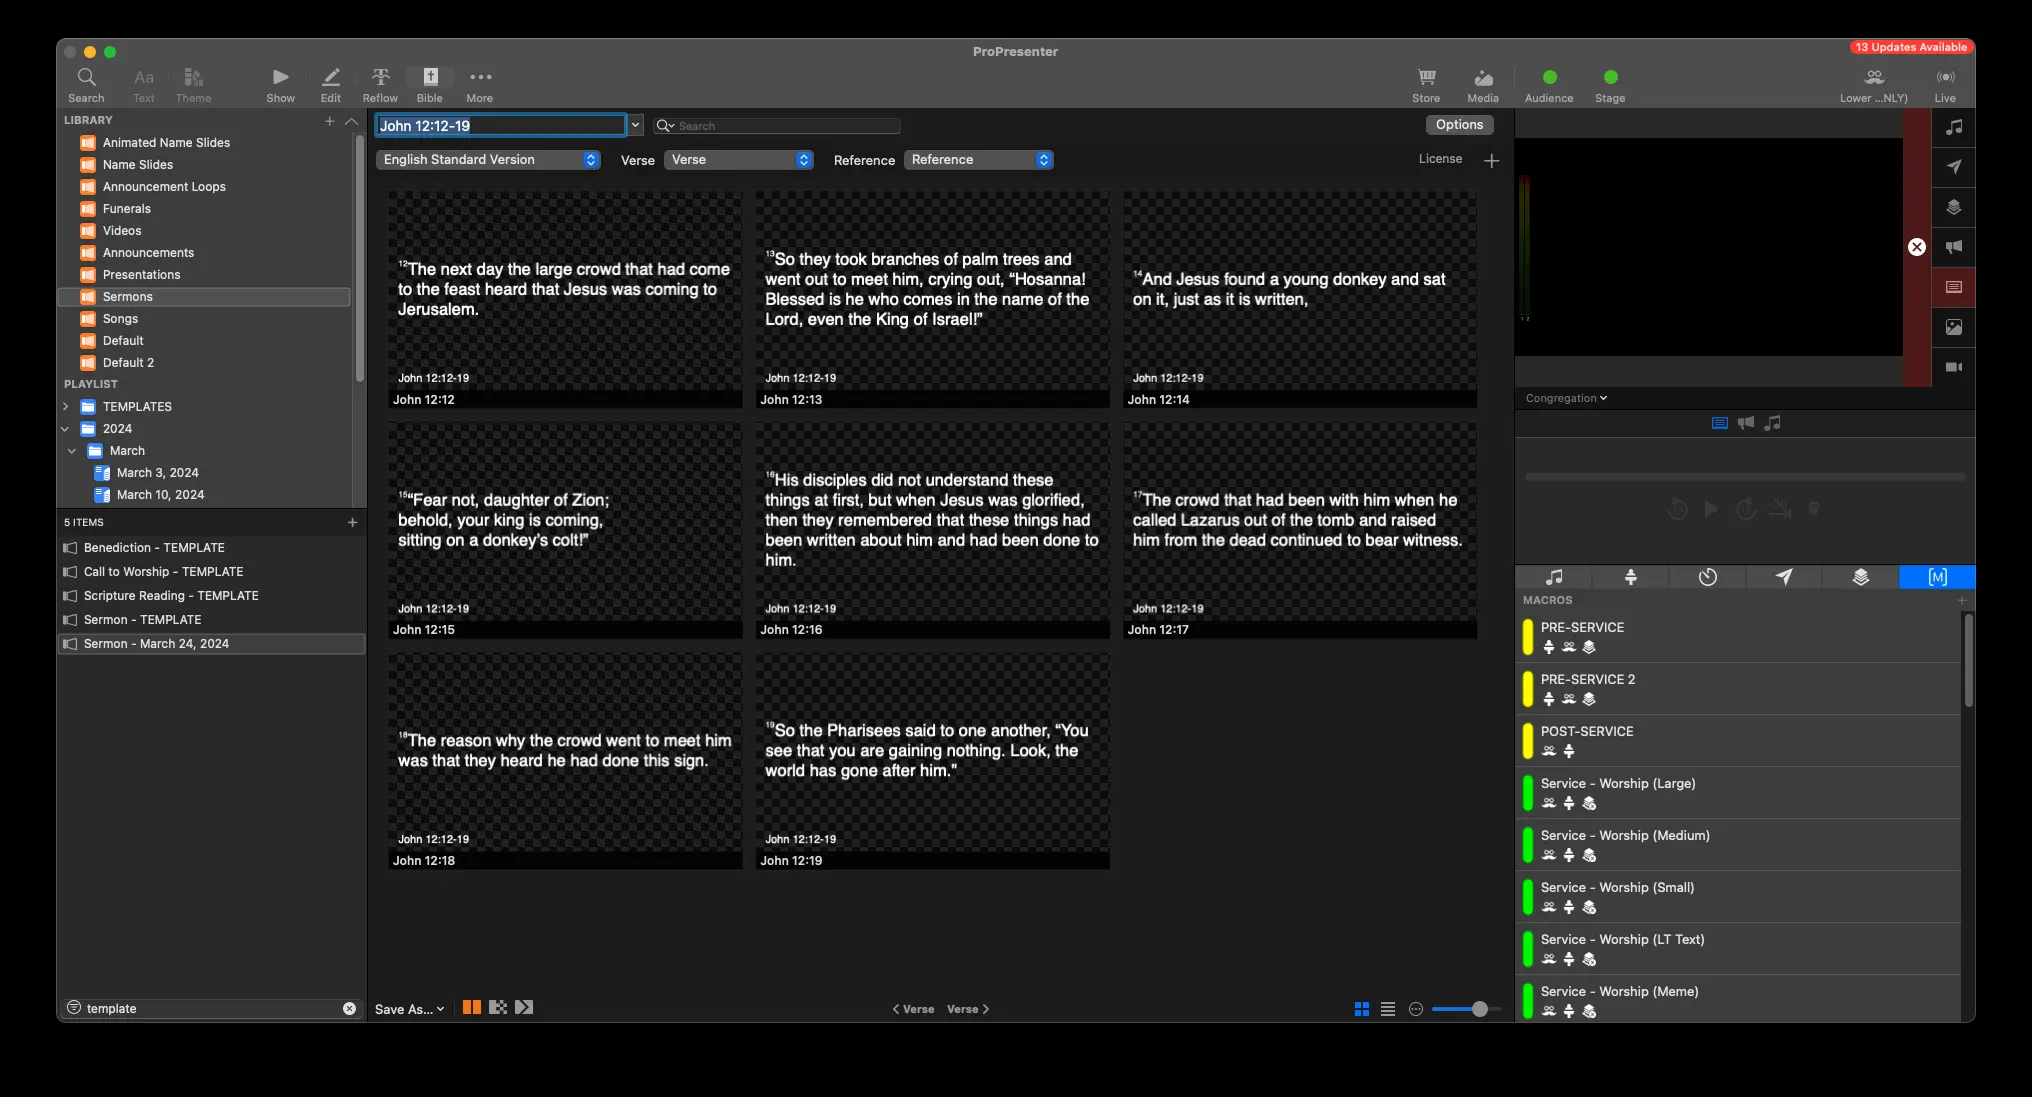 ProPresenter
13 Updates Available
Search
Text
Theme
Show
Edit
Reflow
Bible
More
Store
Media
Audience
Stage
Lower ...NLY)
Live
LIBRARY
Animated Name Slides
Name Slides
Announcement Loops
Funerals
Videos
Announcements
Presentations
Sermons
Songs
Default
Default 2
PLAYLIST
TEMPLATES
2024
March
March 3, 2024
March 10, 2024
5 ITEMS
Benediction - TEMPLATE
Call to Worship - TEMPLATE
Scripture Reading - TEMPLATE
Sermon - TEMPLATE
Sermon - March 24, 2024
template
John 12:12-19
Search
Options
English Standard Version
Verse
Verse
Reference
Reference
License
12The next day the large crowd that had come
to the feast heard that Jesus was coming to
Jerusalem.
John 12:12-19
John 12:12
13So they took branches of palm trees and
went out to meet him, crying out, “Hosanna!
Blessed is he who comes in the name of the
Lord, even the King of Israel!”
John 12:12-19
John 12:13
14And Jesus found a young donkey and sat
on it, just as it is written,
John 12:12-19
John 12:14
15“Fear not, daughter of Zion;
behold, your king is coming,
sitting on a donkey’s colt!”
John 12:12-19
John 12:15
16His disciples did not understand these
things at first, but when Jesus was glorified,
then they remembered that these things had
been written about him and had been done to
him.
John 12:12-19
John 12:16
17The crowd that had been with him when he
called Lazarus out of the tomb and raised
him from the dead continued to bear witness.
John 12:12-19
John 12:17
18The reason why the crowd went to meet him
was that they heard he had done this sign.
John 12:12-19
John 12:18
19So the Pharisees said to one another, “You
see that you are gaining nothing. Look, the
world has gone after him.”
John 12:12-19
John 12:19
Save As...
Verse
Verse
1 2
Congregation
[M]
MACROS
PRE-SERVICE
PRE-SERVICE 2
POST-SERVICE
Service - Worship (Large)
Service - Worship (Medium)
Service - Worship (Small)
Service - Worship (LT Text)
Service - Worship (Meme)